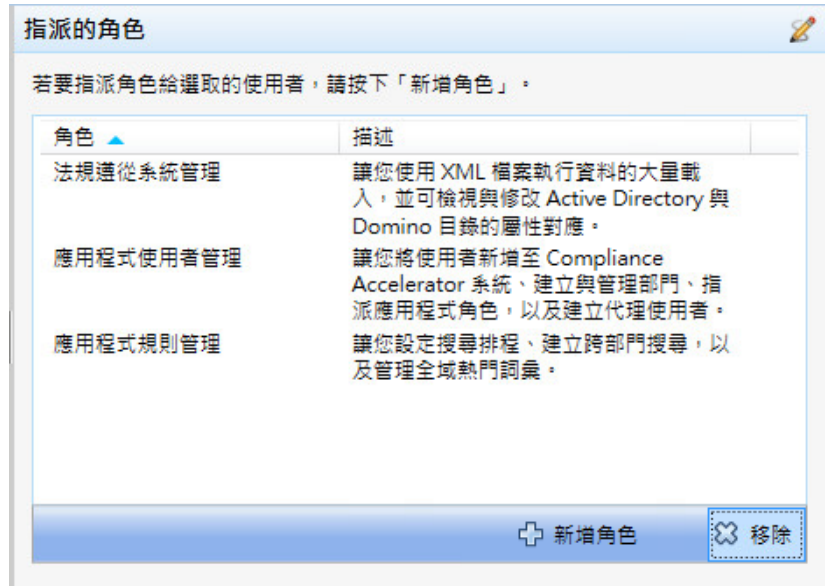 指派的角色
若要指派角色給選取的使用者，請按下「新增角色」。
角色 描述
法規遵從系統管理 讓您使用 XML 檔案執行資料的大量載
入，並可檢視與修改 Active Directory 與
Domino 目錄的屬性對應。
應用程式使用者管理 讓您將使用者新增至 Compliance
Accelerator 系統、建立與管理部門、指
派應用程式角色，以及建立代理使用者。
應用程式規則管理 讓您設定搜尋排程、建立跨部門搜尋，以
及管理全域熱門詞彙。
新增角色 移除